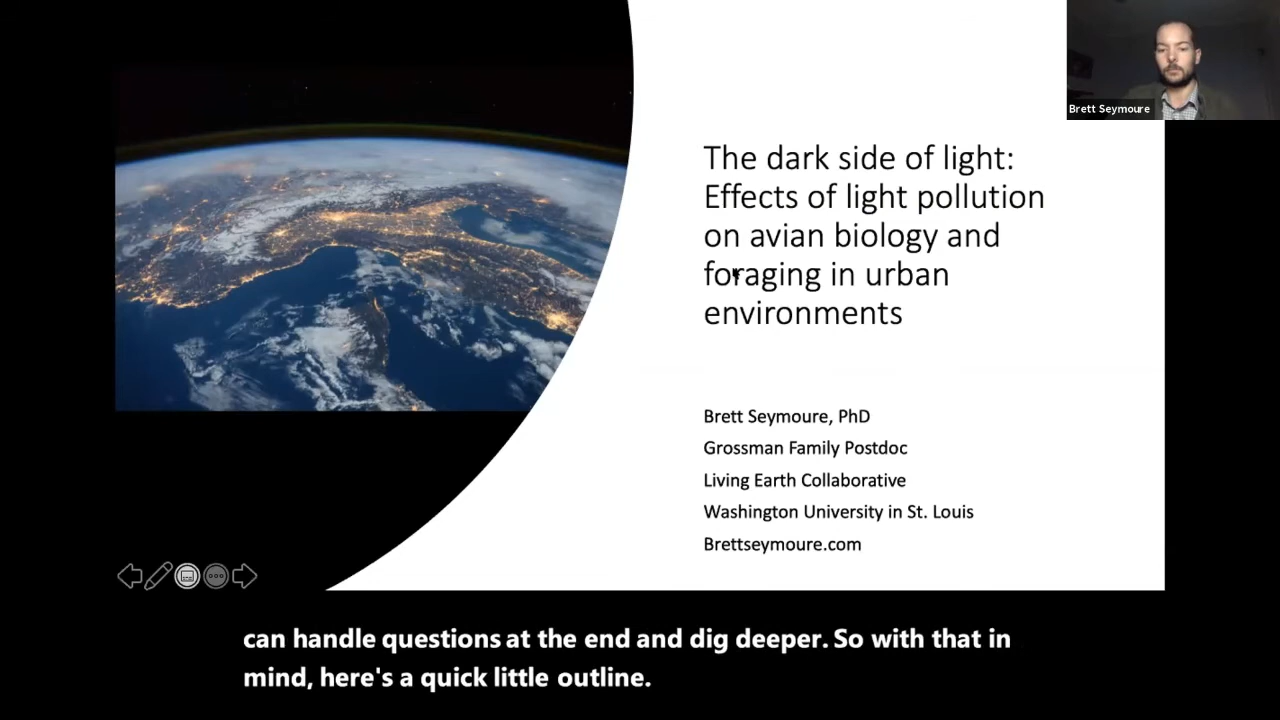 Brett Seymoure
The dark side of light:
Effects of light pollution
on avian biology and
foraging in urban
environments
Brett Seymoure, PhD
Grossman Family Postdoc
Living Earth Collaborative
Washington University in St. Louis
Brettseymoure.com
can handle questions at the end and dig deeper. So with that in
mind, here's a quick little outline.